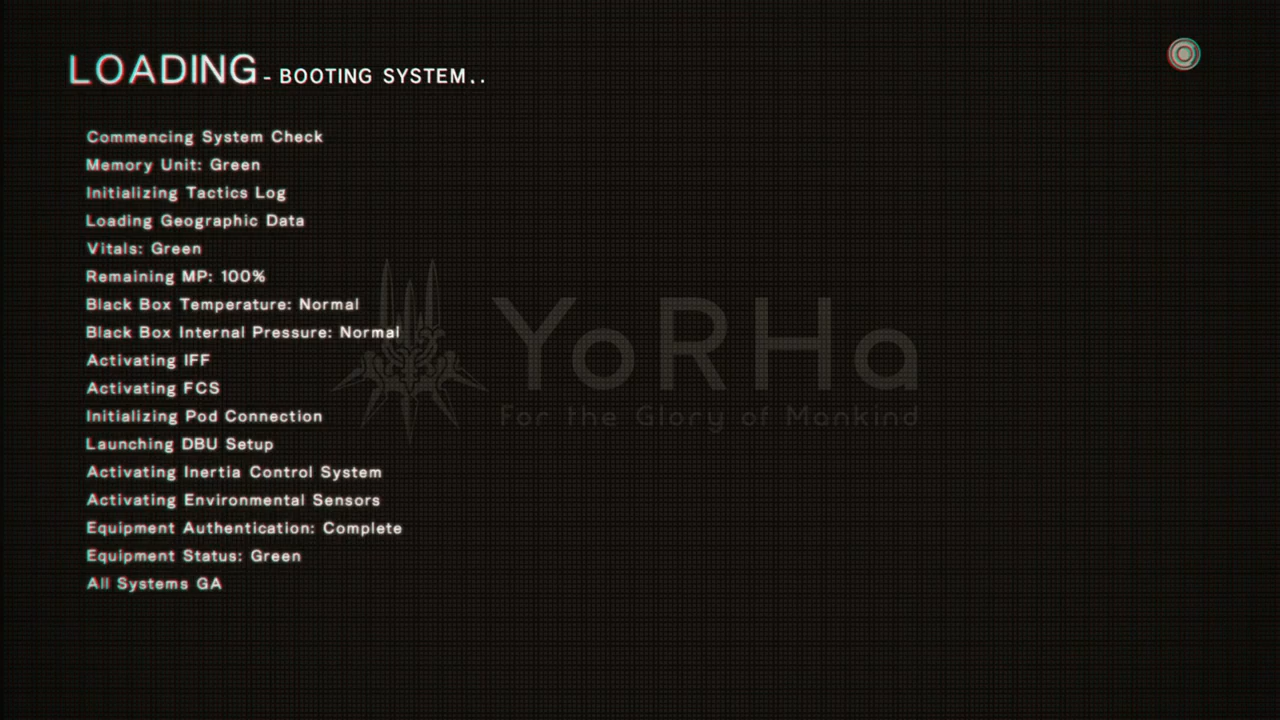 LOADING - BOOTING SYSTEM..
Commencing System Check
Memory Unit: Green
Initializing Tactics Log
Loading Geographic Data
Vitals: Green
Remaining MP: 100%
Black Box Temperature: Normal
Black Box Internal Pressure: Normal
Activating IFF
Activating FCS
Initializing Pod Connection
Launching DBU Setup
Activating Inertia Control System
Activating Environmental Sensors
Equipment Authentication: Complete
Equipment Status: Green
All Systems GA
YoRHa
For the Glory of Mankind